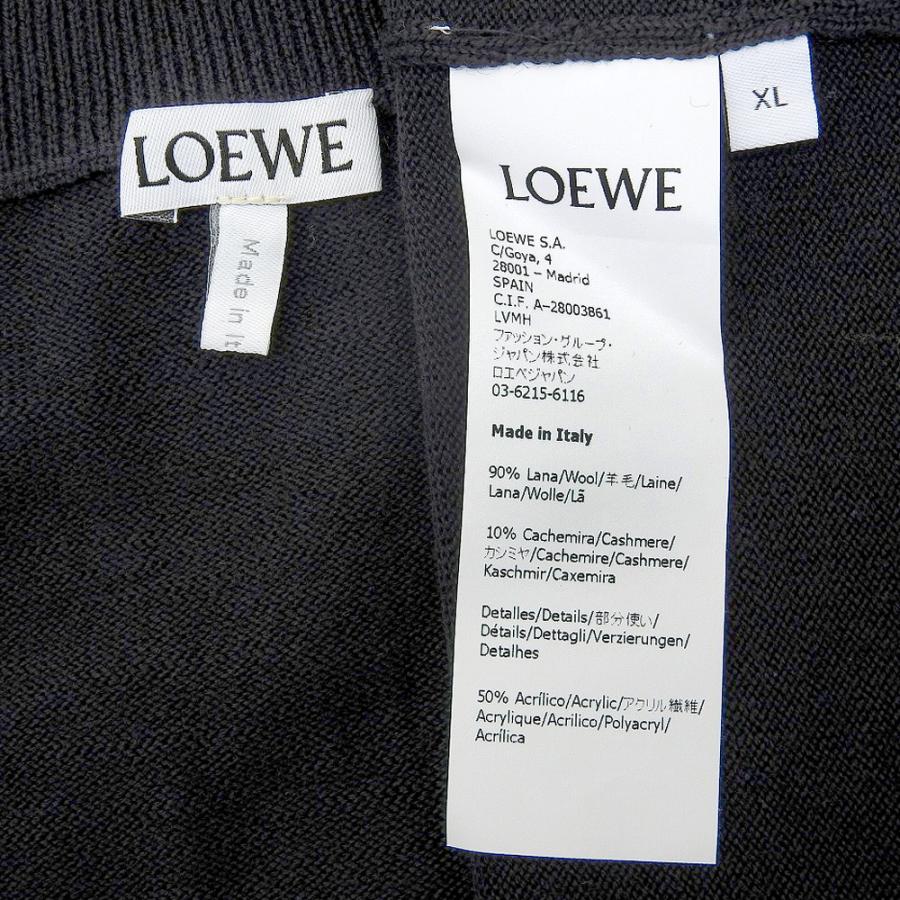 LOEWE
Made in It
XL
LOEWE
LOEWE S.A.
C/Goya, 4
28001 – Madrid
SPAIN
C.I.F. A–28003861
LVMH
ファッション・グループ・
ジャパン株式会社
ロエベジャパン
03-6215-6116
Made in Italy
90% Lana/Wool/羊毛/Laine/
Lana/Wolle/Lã
10% Cachemira/Cashmere/
カシミヤ/Cachemire/Cashmere/
Kaschmir/Caxemira
Detalles/Details/部分使い/
Détails/Dettagli/Verzierungen/
Detalhes
50% Acrílico/Acrylic/アクリル繊維/
Acrylique/Acrilico/Polyacryl/
Acrílica